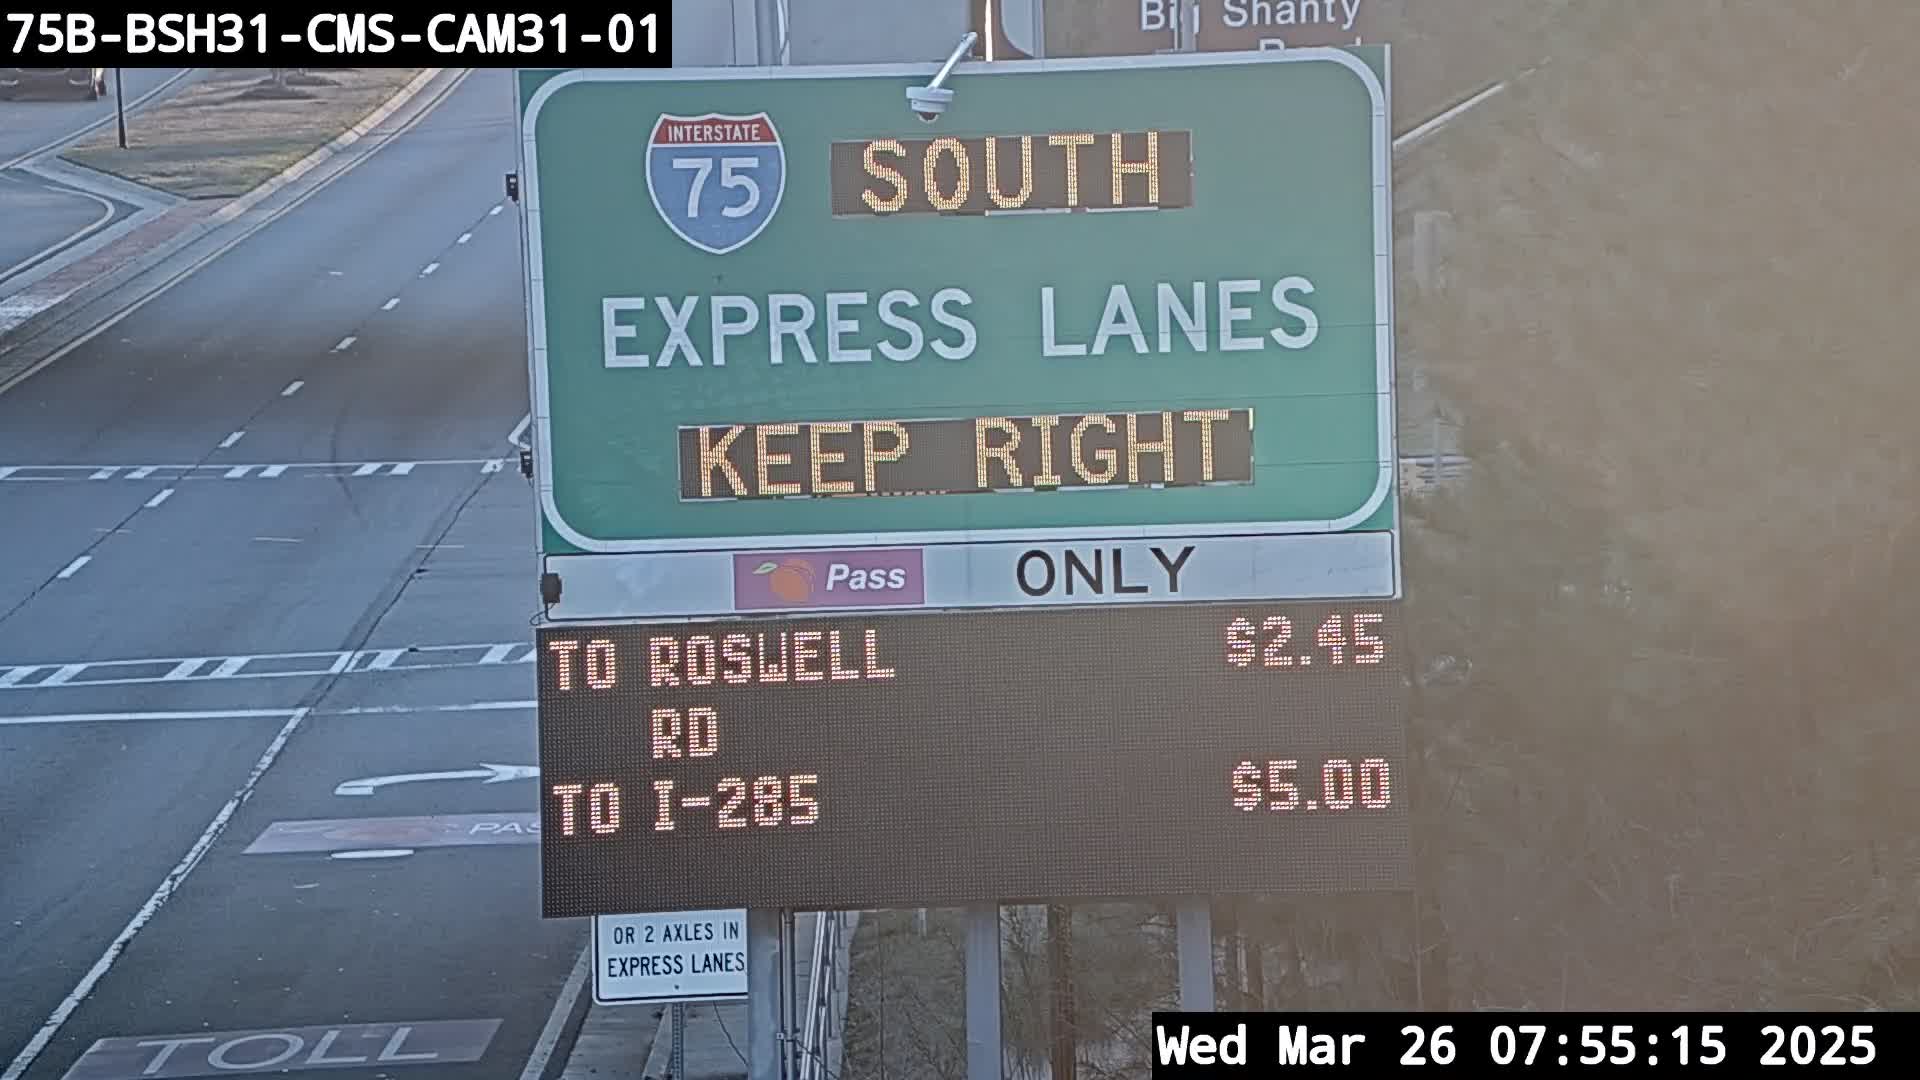 75B-BSH31-CMS-CAM31-01
Big Shanty
INTERSTATE
75
SOUTH
EXPRESS LANES
KEEP RIGHT
Pass ONLY
TO ROSWELL $2.45
RD
TO I-285 $5.00
OR 2 AXLES IN
EXPRESS LANES
TOLL
Wed Mar 26 07:55:15 2025